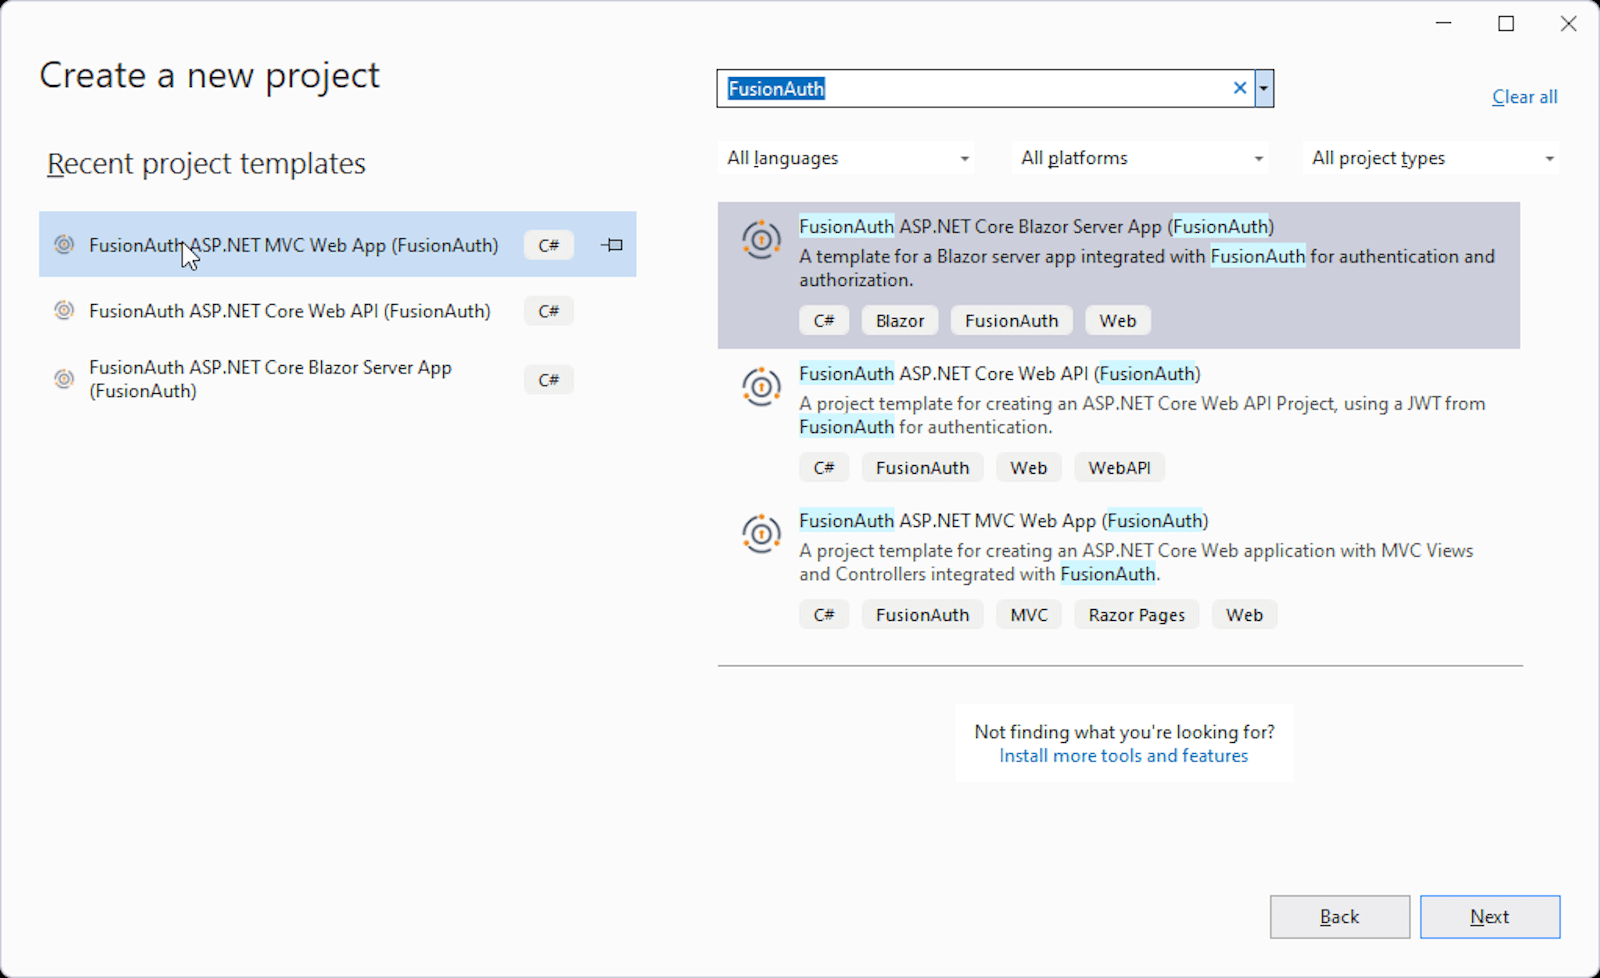 Create a new project
Recent project templates
FusionAuth ASP.NET MVC Web App (FusionAuth) C#
FusionAuth ASP.NET Core Web API (FusionAuth) C#
FusionAuth ASP.NET Core Blazor Server App
(FusionAuth)
C#
FusionAuth
Clear all
All languages
All platforms
All project types
FusionAuth ASP.NET Core Blazor Server App (FusionAuth)
A template for a Blazor server app integrated with FusionAuth for authentication and
authorization.
C# Blazor FusionAuth Web
FusionAuth ASP.NET Core Web API (FusionAuth)
A project template for creating an ASP.NET Core Web API Project, using a JWT from
FusionAuth for authentication.
C# FusionAuth Web WebAPI
FusionAuth ASP.NET MVC Web App (FusionAuth)
A project template for creating an ASP.NET Core Web application with MVC Views
and Controllers integrated with FusionAuth.
C# FusionAuth MVC Razor Pages Web
Not finding what you're looking for?
Install more tools and features
Back
Next